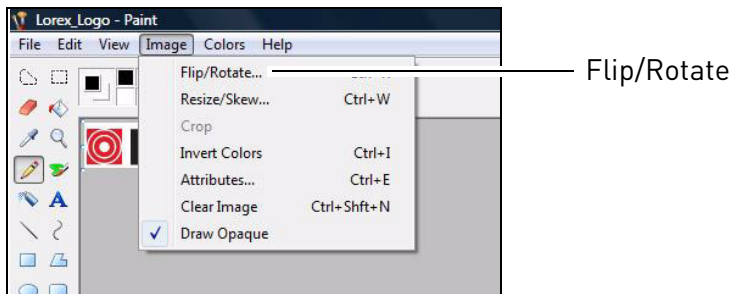 Lorex_Logo - Paint
File Edit View Image Colors Help
Flip/Rotate...
Flip/Rotate
Resize/Skew... Ctrl+W
Crop
Invert Colors Ctrl+I
Attributes... Ctrl+E
Clear Image Ctrl+Shft+N
Draw Opaque
A